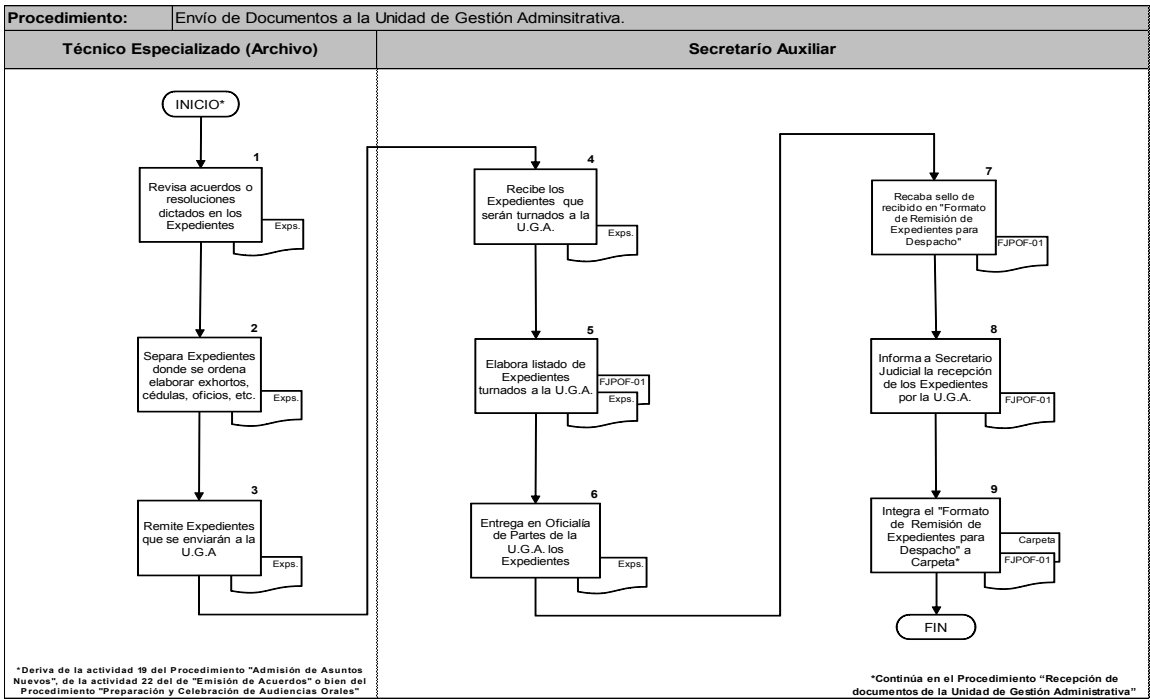 Procedimiento: Envío de Documentos a la Unidad de Gestión Adminsitrativa.
Técnico Especializado (Archivo)
Secretarío Auxiliar
INICIO*
1
Revisa acuerdos o
resoluciones
dictados en los
Expedientes
Exps.
2
Separa Expedientes
donde se ordena
elaborar exhortos,
cédulas, oficios, etc.
Exps.
3
Remite Expedientes
que se enviarán a la
U.G.A
Exps.
*Deriva de la actividad 19 del Procedimiento "Admisión de Asuntos
Nuevos", de la actividad 22 del de "Emisión de Acuerdos" o bien del
Procedimiento "Preparación y Celebración de Audiencias Orales"
4
Recibe los
Expedientes que
serán turnados a la
U.G.A.
Exps.
5
Elabora listado de
Expedientes
turnados a la U.G.A.
FJPOF-01
Exps.
6
Entrega en Oficialía
de Partes de la
U.G.A. los
Expedientes
Exps.
7
Recaba sello de
recibido en "Formato
de Remisión de
Expedientes para
Despacho"
FJPOF-01
8
Informa a Secretario
Judicial la recepción
de los Expedientes
por la U.G.A.
FJPOF-01
9
Integra el "Formato
de Remisión de
Expedientes para
Despacho" a
Carpeta*
Carpeta
FJPOF-01
FIN
*Continúa en el Procedimiento “Recepción de
documentos de la Unidad de Gestión Administrativa”